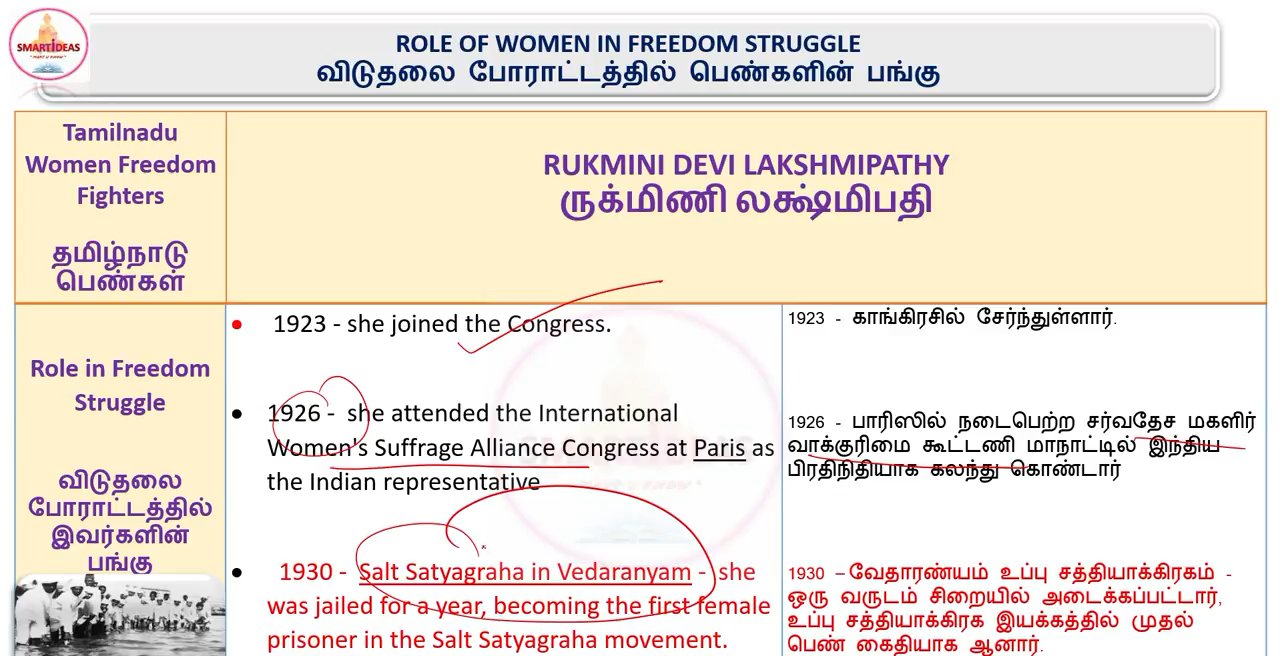 SMARTIDEAS
ROLE OF WOMEN IN FREEDOM STRUGGLE
விடுதலை போராட்டத்தில் பெண்களின் பங்கு
Tamilnadu
Women Freedom
Fighters
தமிழ்நாடு
பெண்கள்
RUKMINI DEVI LAKSHMIPATHY
ருக்மிணி லக்ஷ்மிபதி
Role in Freedom
Struggle
விடுதலை
போராட்டத்தில்
இவர்களின்
பங்கு
1923 - she joined the Congress.
1926 - she attended the International
Women's Suffrage Alliance Congress at Paris as
the Indian representative
1930 - Salt Satyagraha in Vedaranyam - she
was jailed for a year, becoming the first female
prisoner in the Salt Satyagraha movement.
1923 - காங்கிரசில் சேர்ந்துள்ளார்.
1926 - பாரிஸில் நடைபெற்ற சர்வதேச மகளிர்
வாக்குரிமை கூட்டணி மாநாட்டில் இந்திய
பிரதிநிதியாக கலந்து கொண்டார்
1930 – வேதாரண்யம் உப்பு சத்தியாக்கிரகம் -
ஒரு வருடம் சிறையில் அடைக்கப்பட்டார்,
உப்பு சத்தியாக்கிரக இயக்கத்தில் முதல்
பெண் கைதியாக ஆனார்.